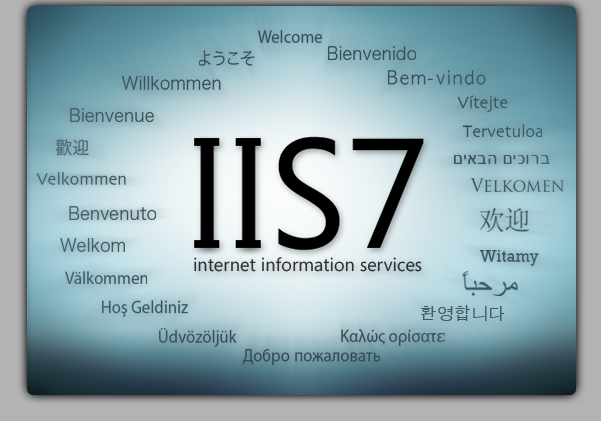 Welcome
Bienvenido
ようこそ
Bem-vindo
Willkommen
Vítejte
Bienvenue
Tervetuloa
歡迎
ברוכים הבאים
Velkommen
VELKOMEN
Benvenuto
欢迎
Welkom
Witamy
Välkommen
مرحباً
Hoş Geldiniz
환영합니다
Üdvözöljük
Καλώς ορίσατε
Добро пожаловать
IIS7
internet information services